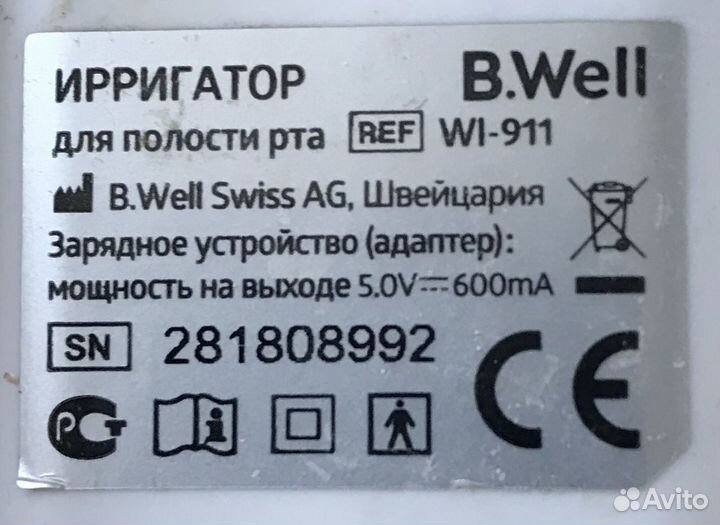 ИРРИГАТОР B.Well
для полости рта REF WI-911
B.Well Swiss AG, Швейцария
Зарядное устройство (адаптер):
мощность на выходе 5.0V⎓600mA
SN 281808992
РСТ CE
Avito